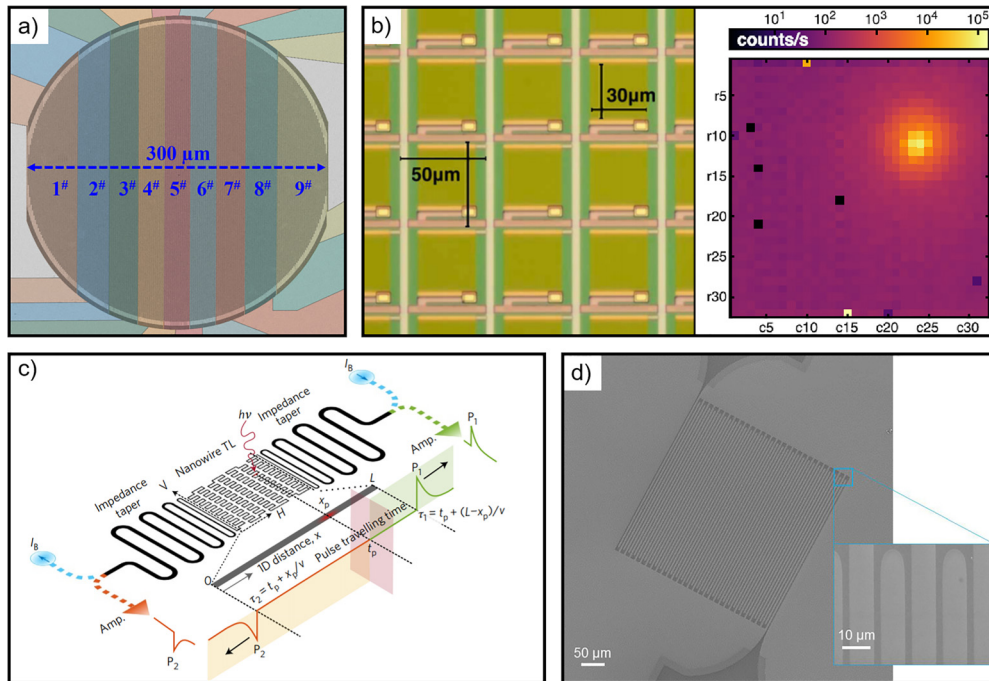 a)
300 μm
1# 2# 3# 4# 5# 6# 7# 8# 9#
b)
30μm
50μm
10¹ 10² 10³ 10⁴ 10⁵
counts/s
r5
r10
r15
r20
r25
r30
c5 c10 c15 c20 c25 c30
c)
I_B
hν
Impedance
taper
P₁
Amp.
Nanowire TL
V
H
Impedance
taper
I_B
Amp.
P₂
0
L
x_p
1D distance, x
Pulse travelling time
t_p
P₁
τ₁ = t_p + (L−x_p)/v
τ₂ = t_p + x_p/v
P₂
d)
50 μm
10 μm